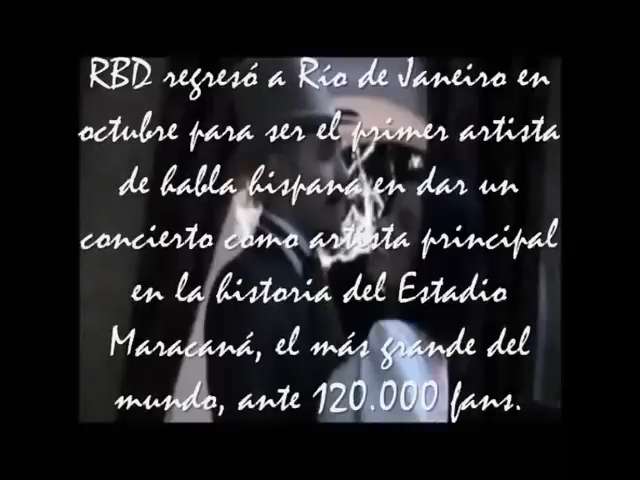 RBD regresó a Río de Janeiro en
octubre para ser el primer artista
de habla hispana en dar un
concierto como artista principal
en la historia del Estadio
Maracaná, el más grande del
mundo, ante 120.000 fans.